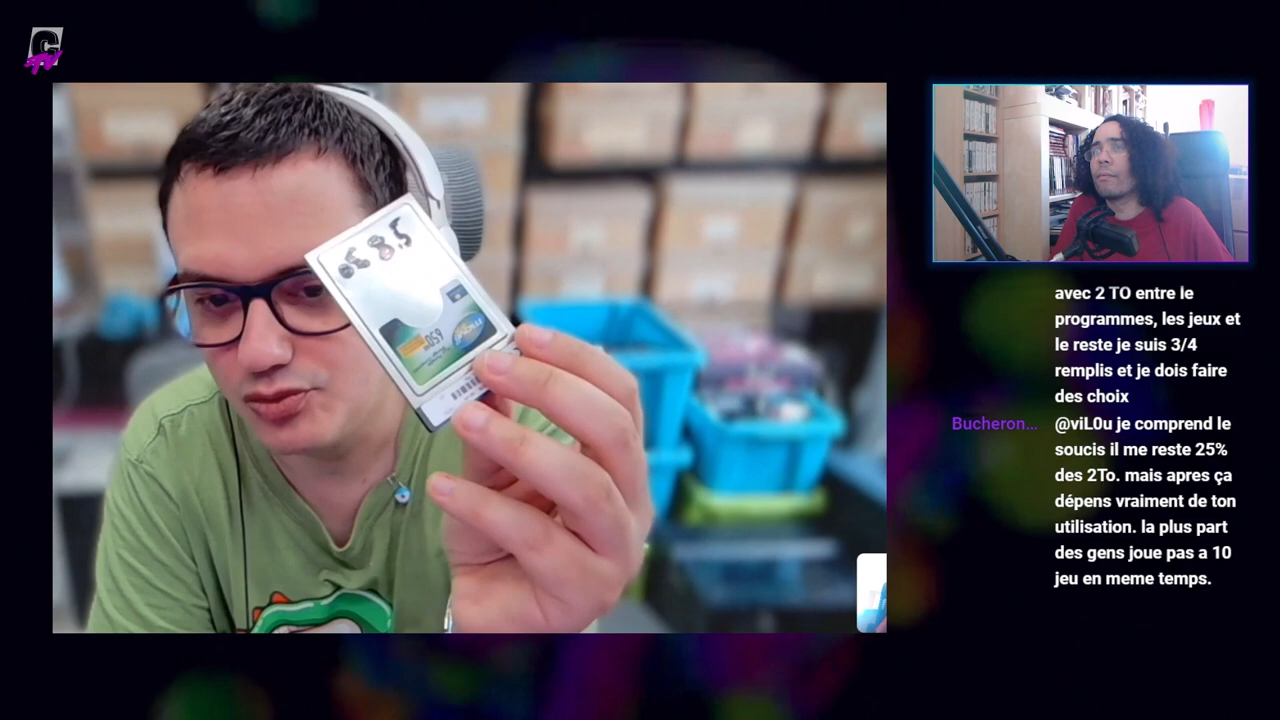 C
TV
avec 2 TO entre le
programmes, les jeux et
le reste je suis 3/4
remplis et je dois faire
des choix
Bucheron... @viL0u je comprend le
soucis il me reste 25%
des 2To. mais apres ça
dépens vraiment de ton
utilisation. la plus part
des gens joue pas a 10
jeu en meme temps.
059